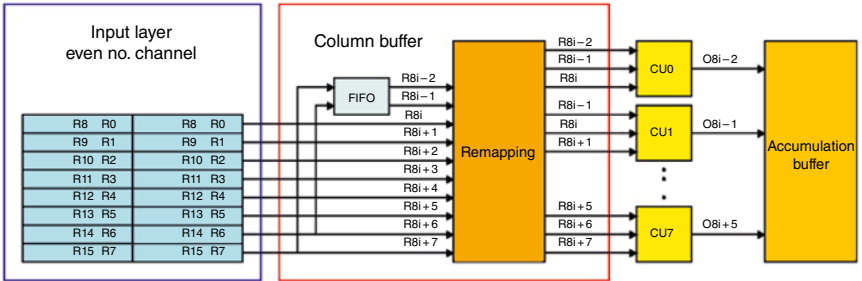 Input layer
even no. channel
R8 R0 R8 R0
R9 R1 R9 R1
R10 R2 R10 R2
R11 R3 R11 R3
R12 R4 R12 R4
R13 R5 R13 R5
R14 R6 R14 R6
R15 R7 R15 R7
Column buffer
FIFO
R8i−2
R8i−1
R8i
R8i+1
R8i+2
R8i+3
R8i+4
R8i+5
R8i+6
R8i+7
Remapping
R8i−2
R8i−1
R8i
R8i−1
R8i
R8i+1
R8i+5
R8i+6
R8i+7
CU0
CU1
CU7
O8i−2
O8i−1
O8i+5
Accumulation
buffer